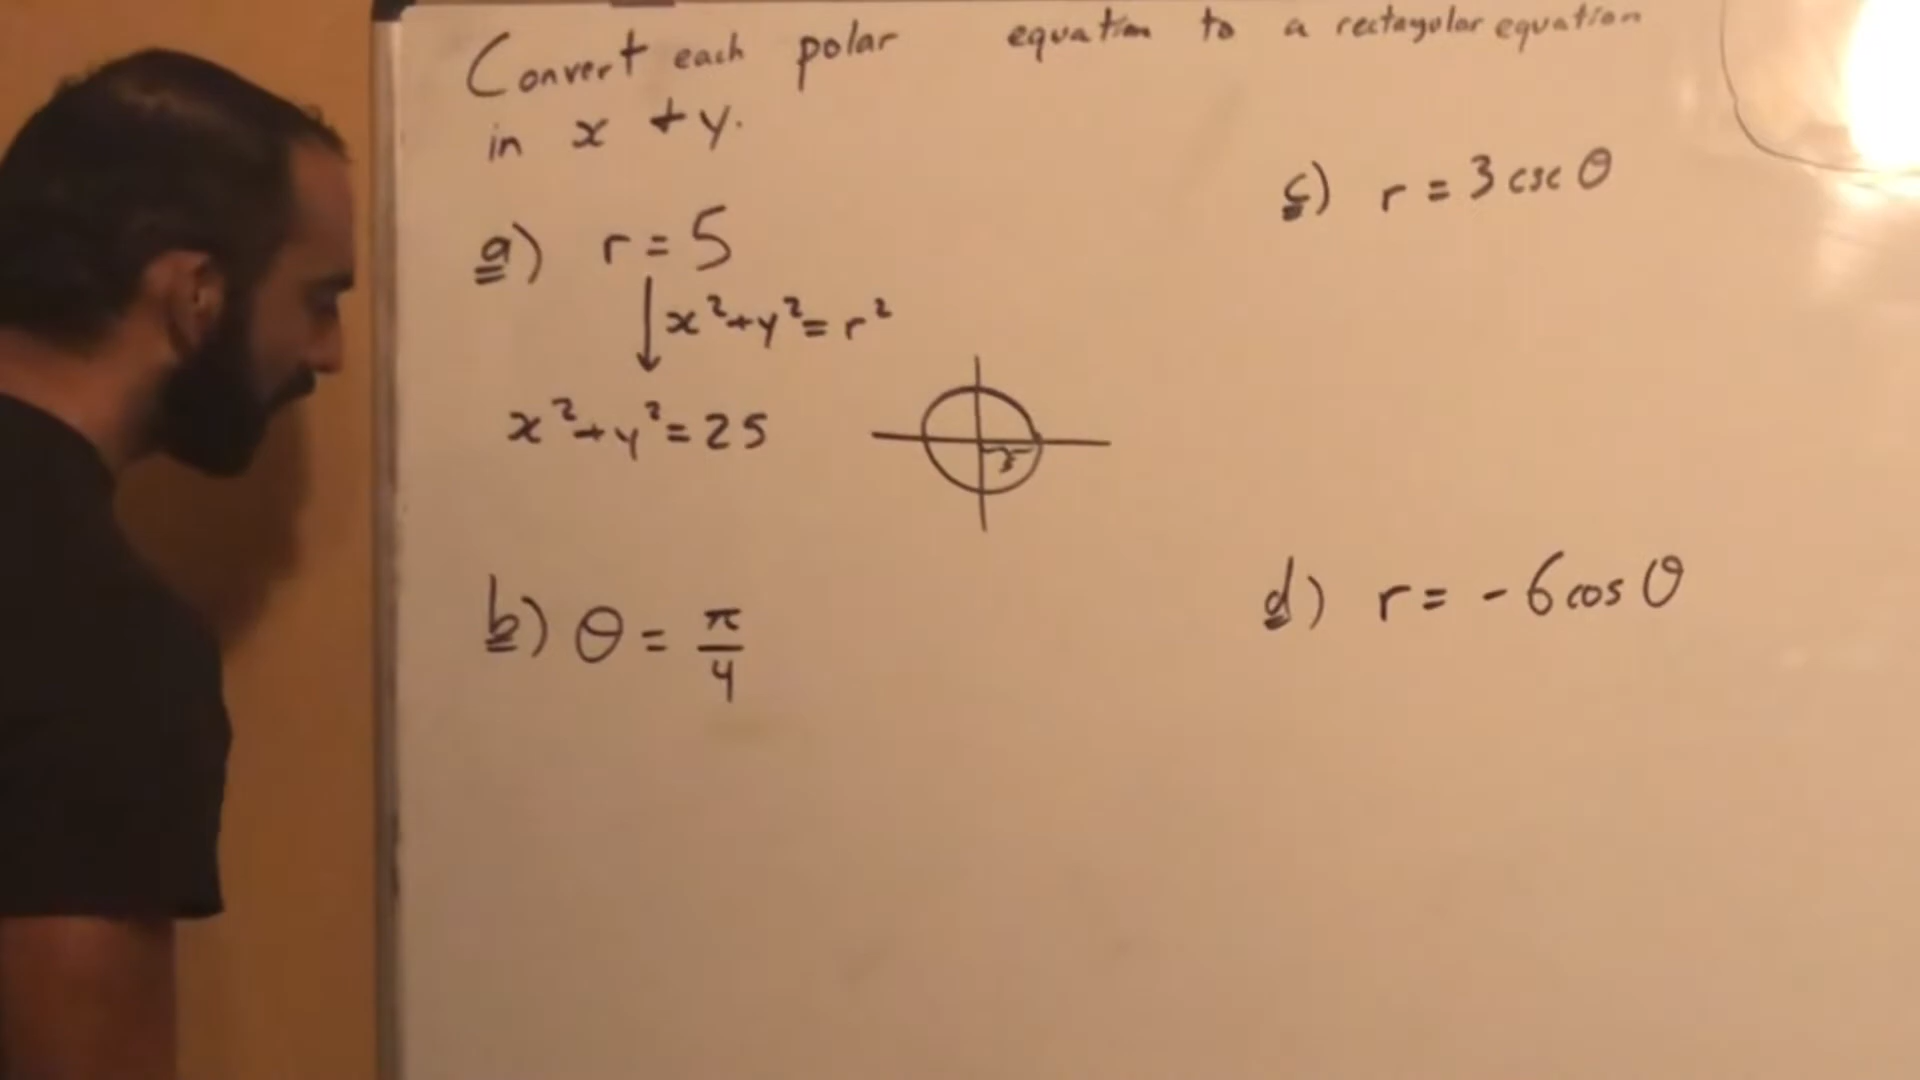 Convert each polar equation to a rectagular equation
in x + y.
a) r = 5
x² + y² = r²
x² + y² = 25
b) θ = π/4
c) r = 3 csc θ
d) r = - 6 cos θ